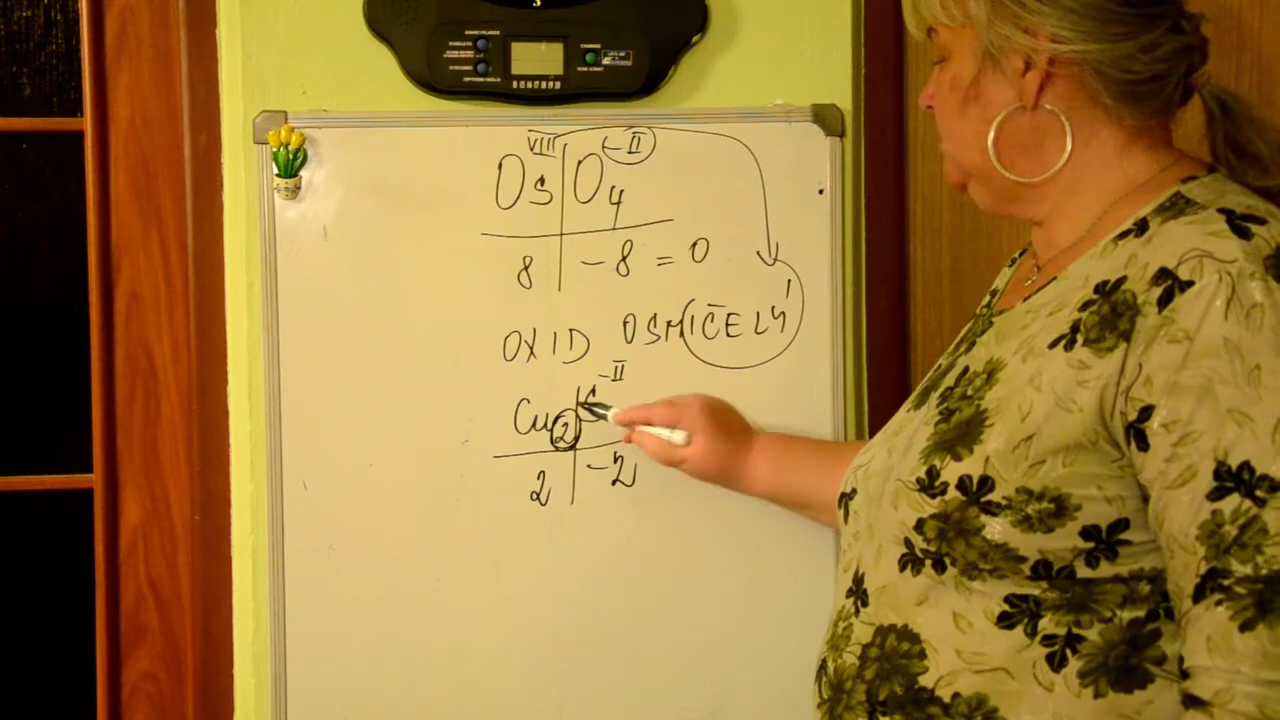 VIII -II
Os O4
8 -8 = 0
OXID OSMIČELÝ
-II
Cu2 S
2 -2